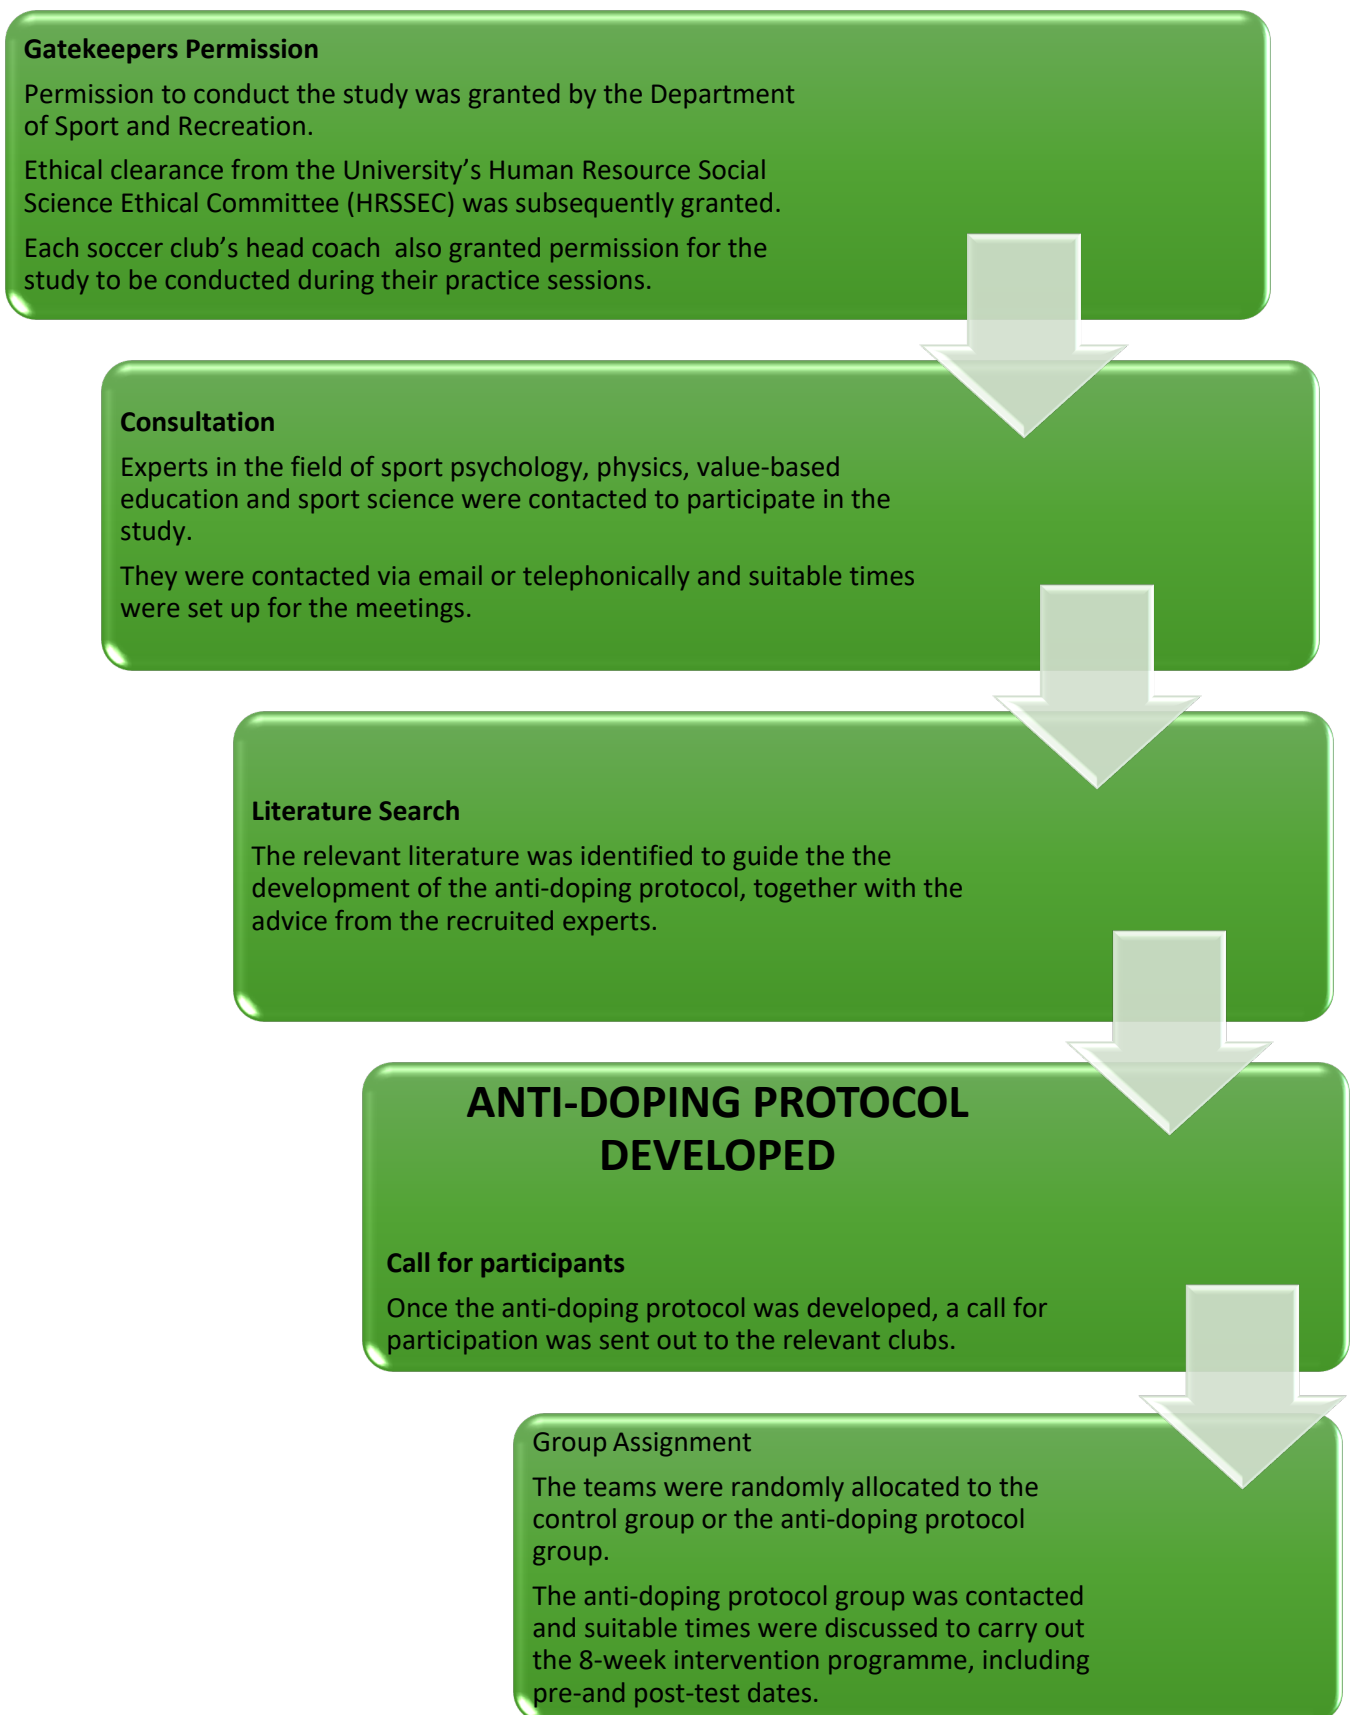 Gatekeepers Permission
Permission to conduct the study was granted by the Department
of Sport and Recreation.
Ethical clearance from the University’s Human Resource Social
Science Ethical Committee (HRSSEC) was subsequently granted.
Each soccer club’s head coach  also granted permission for the
study to be conducted during their practice sessions.
Consultation
Experts in the field of sport psychology, physics, value-based
education and sport science were contacted to participate in the
study.
They were contacted via email or telephonically and suitable times
were set up for the meetings.
Literature Search
The relevant literature was identified to guide the the
development of the anti-doping protocol, together with the
advice from the recruited experts.
ANTI-DOPING PROTOCOL
DEVELOPED
Call for participants
Once the anti-doping protocol was developed, a call for
participation was sent out to the relevant clubs.
Group Assignment
The teams were randomly allocated to the
control group or the anti-doping protocol
group.
The anti-doping protocol group was contacted
and suitable times were discussed to carry out
the 8-week intervention programme, including
pre-and post-test dates.